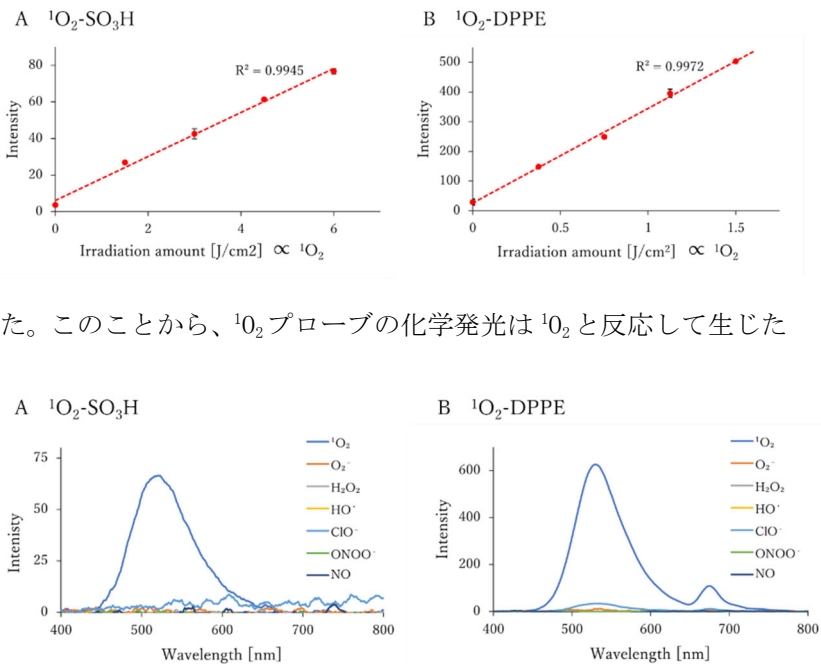 A ¹O₂-SO₃H
B ¹O₂-DPPE
80
60
40
20
0
Intensity
R² = 0.9945
0 2 4 6
Irradiation amount [J/cm2] ∝ ¹O₂
500
400
300
200
100
0
Intensity
R² = 0.9972
0 0.5 1 1.5
Irradiation amount [J/cm²] ∝ ¹O₂
た。このことから、¹O₂プローブの化学発光は¹O₂と反応して生じた
A ¹O₂-SO₃H
B ¹O₂-DPPE
75
50
25
0
Intenisty
¹O₂
O₂⁻
H₂O₂
HO˙
ClO⁻
ONOO⁻
NO
400 500 600 700 800
Wavelength [nm]
600
400
200
0
Intensity
¹O₂
O₂⁻
H₂O₂
HO˙
ClO⁻
ONOO⁻
NO
400 500 600 700 800
Wavelength [nm]